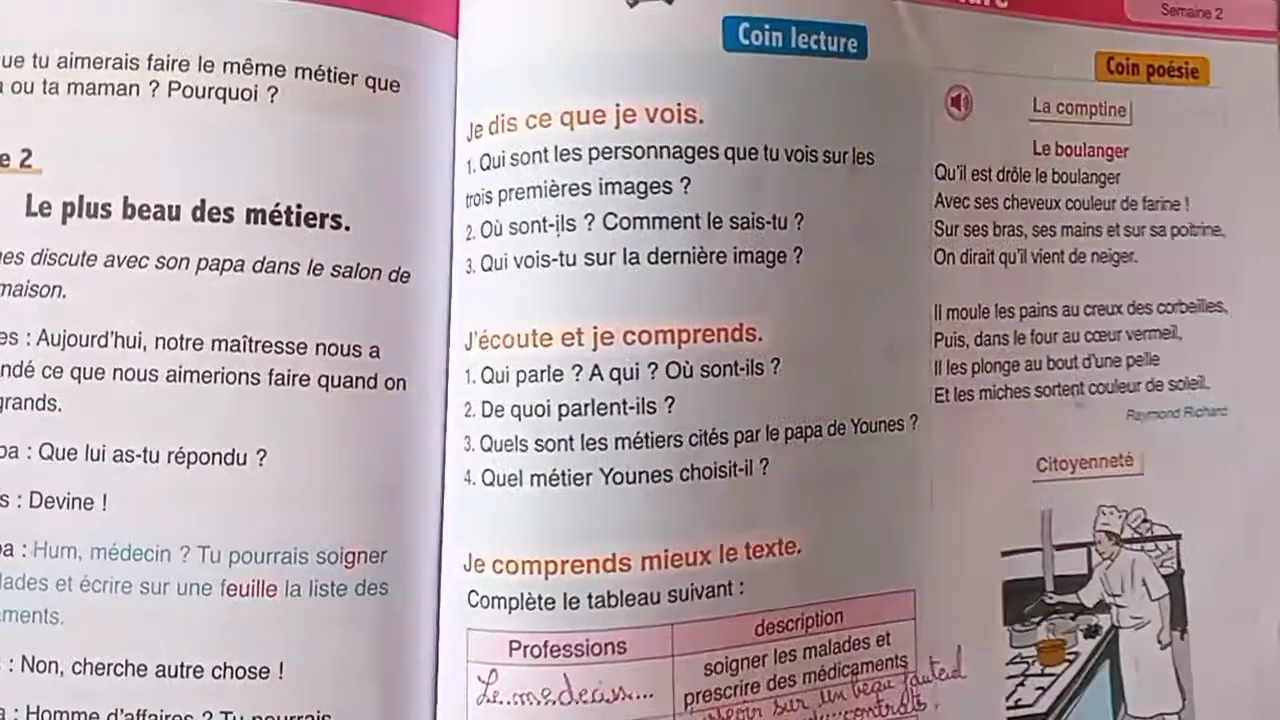 ue tu aimerais faire le même métier que
ou ta maman ? Pourquoi ?
e 2
Le plus beau des métiers.
es discute avec son papa dans le salon de
maison.
es : Aujourd'hui, notre maîtresse nous a
ndé ce que nous aimerions faire quand on
grands.
pa : Que lui as-tu répondu ?
s : Devine !
a : Hum, médecin ? Tu pourrais soigner
lades et écrire sur une feuille la liste des
ments.
: Non, cherche autre chose !
a : Homme d'affaires ? Tu pourrais
Coin lecture
Je dis ce que je vois.
1. Qui sont les personnages que tu vois sur les
trois premières images ?
2. Où sont-ils ? Comment le sais-tu ?
3. Qui vois-tu sur la dernière image ?
J'écoute et je comprends.
1. Qui parle ? A qui ? Où sont-ils ?
2. De quoi parlent-ils ?
3. Quels sont les métiers cités par le papa de Younes ?
4. Quel métier Younes choisit-il ?
Je comprends mieux le texte.
Complète le tableau suivant :
Professions
description
Le médecin...
soigner les malades et
prescrire des médicaments
sur un beau fauteuil
contrats,
Semaine 2
Coin poésie
La comptine
Le boulanger
Qu'il est drôle le boulanger
Avec ses cheveux couleur de farine !
Sur ses bras, ses mains et sur sa poitrine,
On dirait qu'il vient de neiger.
Il moule les pains au creux des corbeilles,
Puis, dans le four au cœur vermeil,
Il les plonge au bout d'une pelle
Et les miches sortent couleur de soleil.
Raymond Richard
Citoyenneté